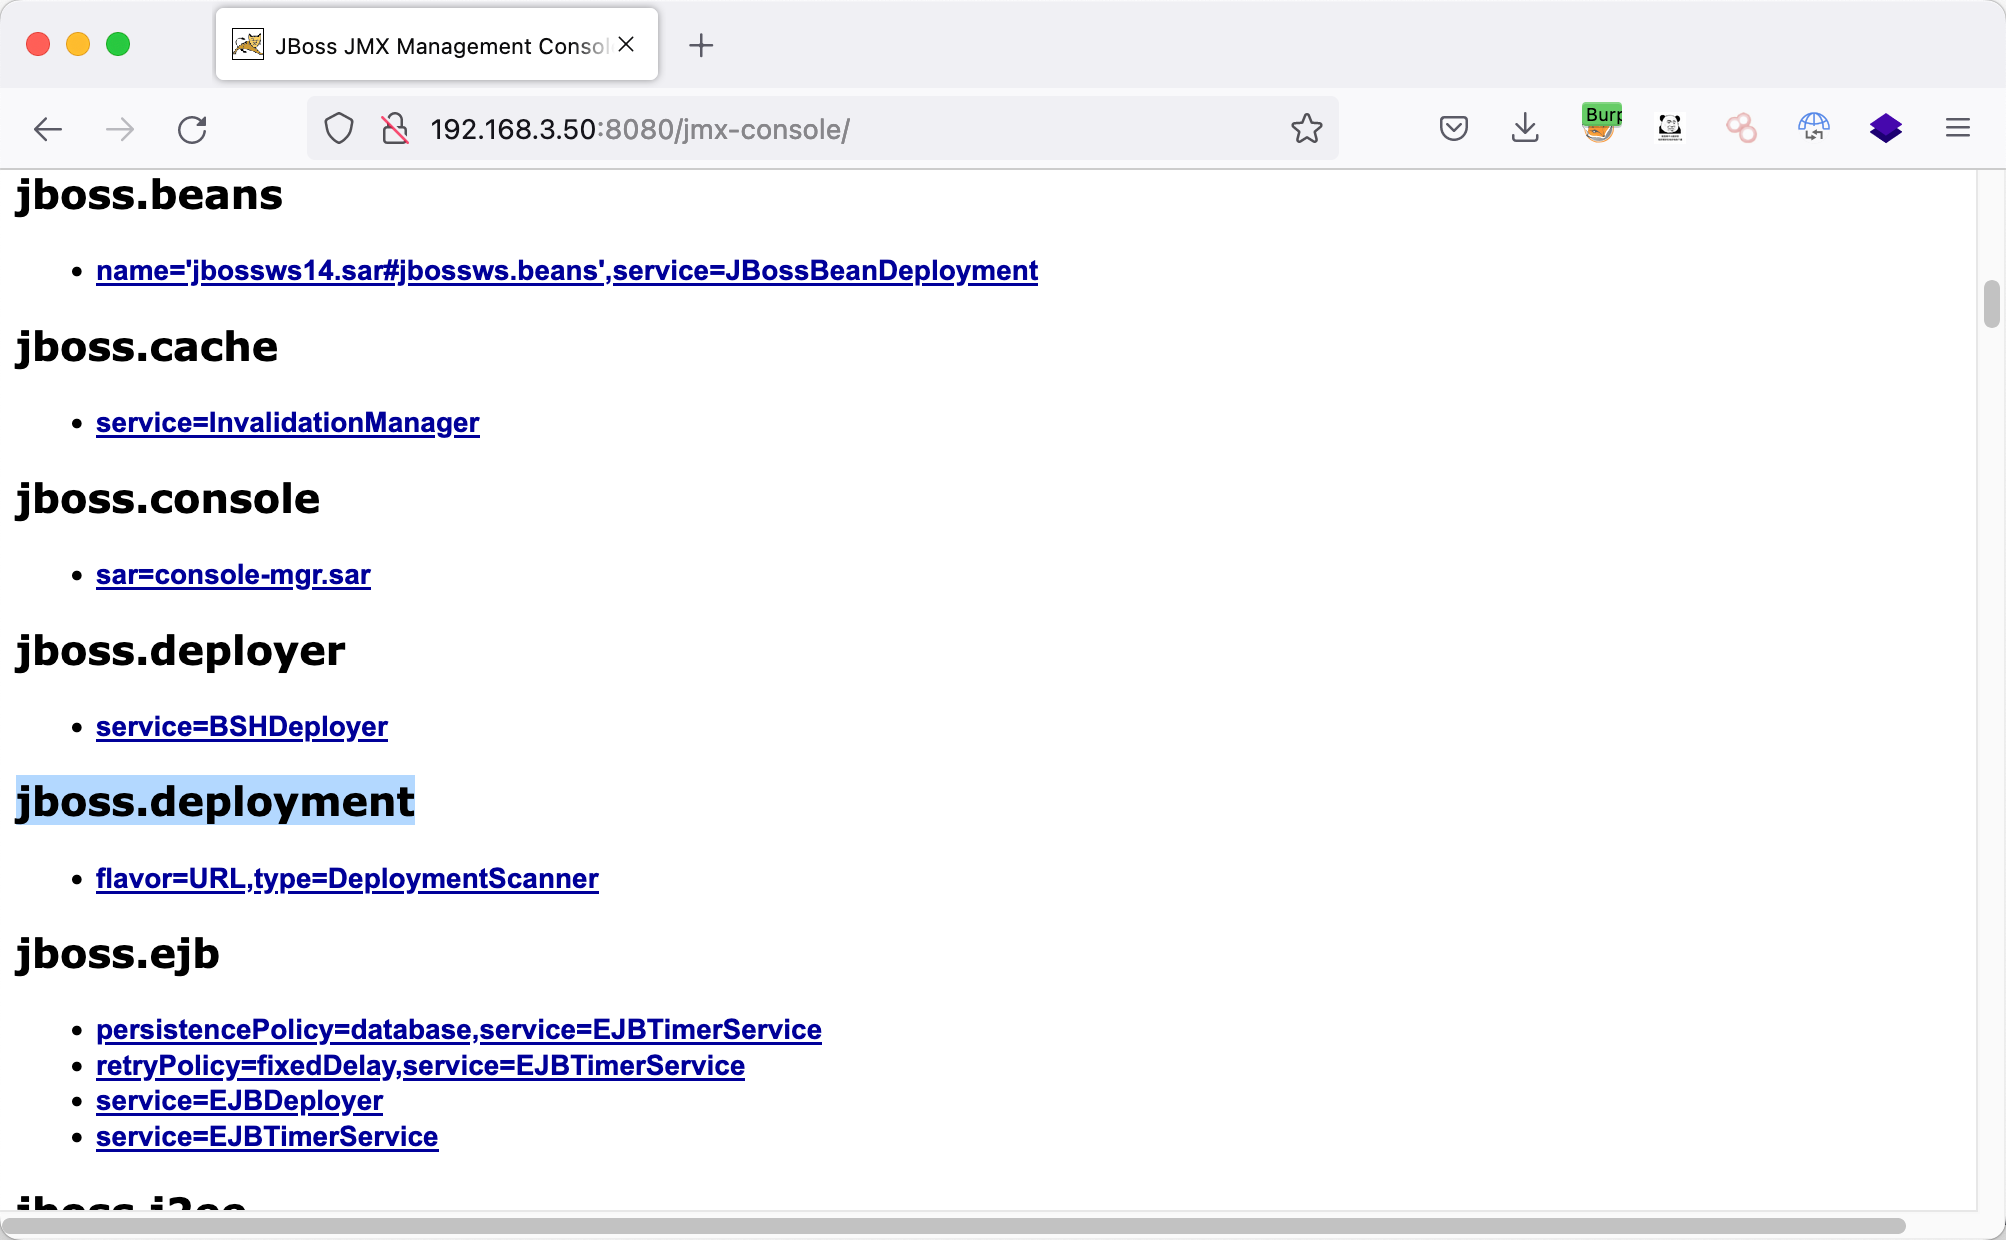 JBoss JMX Management Consol
192.168.3.50:8080/jmx-console/
Burp
jboss.beans
name='jbossws14.sar#jbossws.beans',service=JBossBeanDeployment
jboss.cache
service=InvalidationManager
jboss.console
sar=console-mgr.sar
jboss.deployer
service=BSHDeployer
jboss.deployment
flavor=URL,type=DeploymentScanner
jboss.ejb
persistencePolicy=database,service=EJBTimerService
retryPolicy=fixedDelay,service=EJBTimerService
service=EJBDeployer
service=EJBTimerService
jboss.j2ee